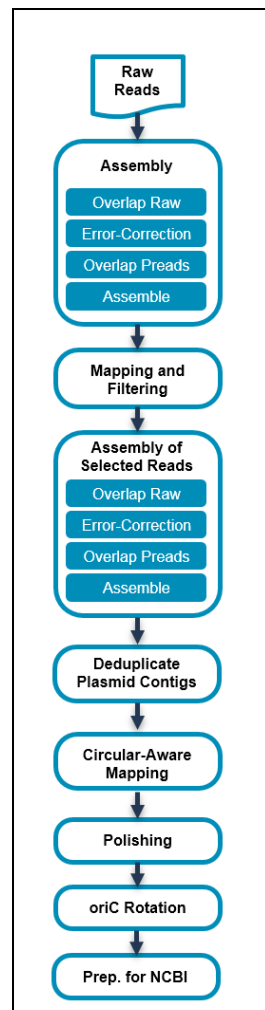 Raw
Reads
Assembly
Overlap Raw
Error-Correction
Overlap Preads
Assemble
Mapping and
Filtering
Assembly of
Selected Reads
Overlap Raw
Error-Correction
Overlap Preads
Assemble
Deduplicate
Plasmid Contigs
Circular-Aware
Mapping
Polishing
oriC Rotation
Prep. for NCBI